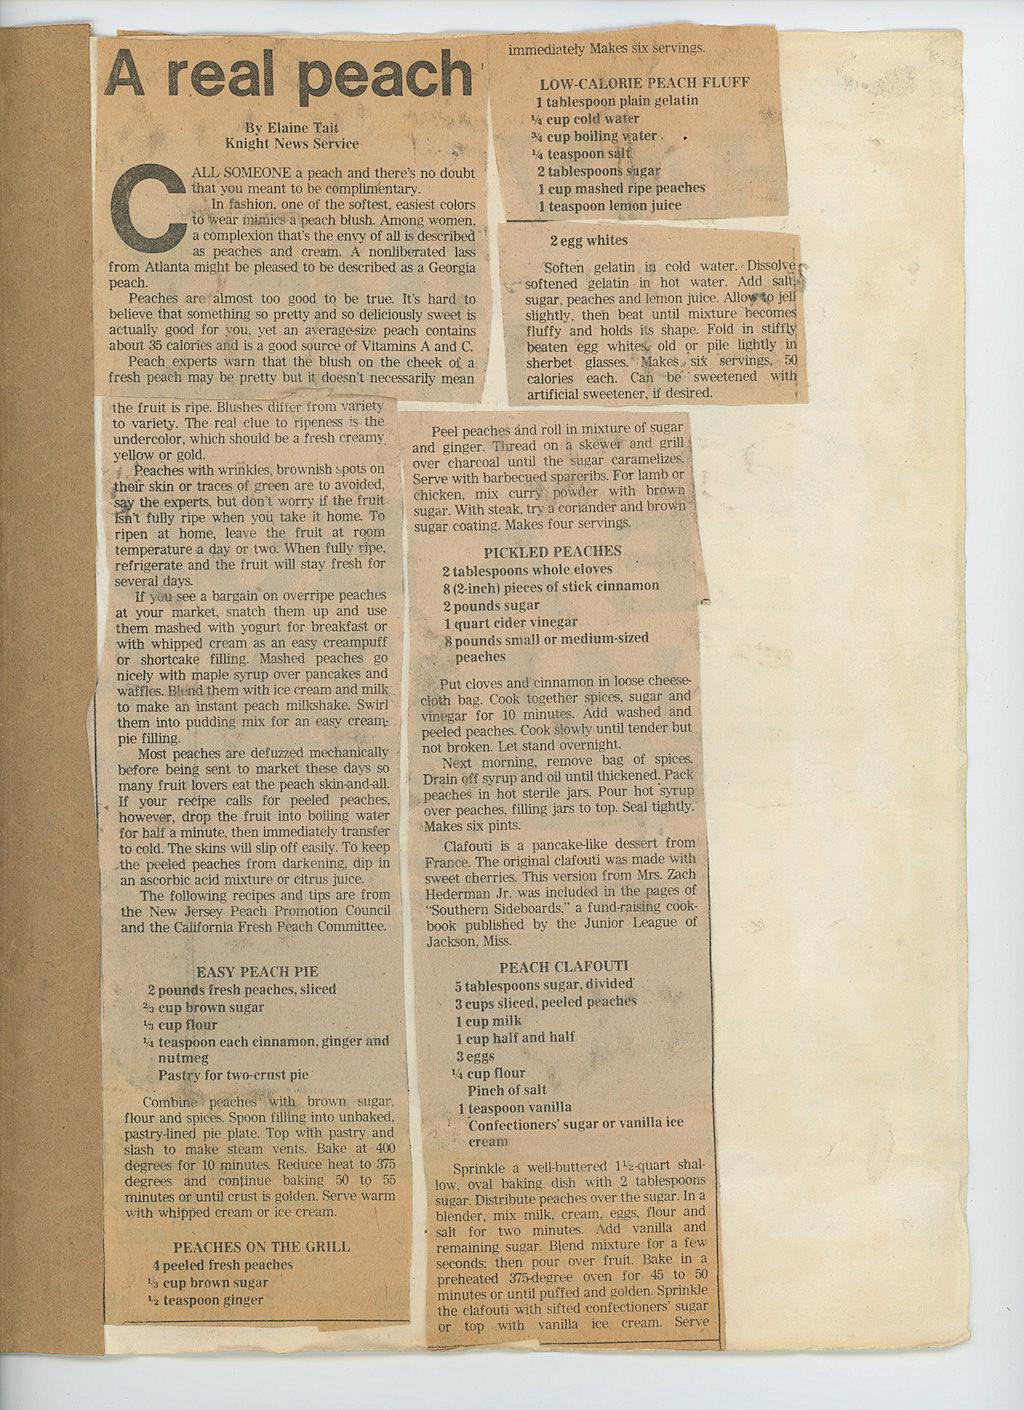 A real peach
By Elaine Tait
Knight News Service
CALL SOMEONE a peach and there's no doubt
that you meant to be complimentary.
In fashion, one of the softest, easiest colors
to wear mimics a peach blush. Among women,
a complexion that's the envy of all is described
as peaches and cream. A nonliberated lass
from Atlanta might be pleased to be described as a Georgia
peach.
Peaches are almost too good to be true. It's hard to
believe that something so pretty and so deliciously sweet is
actually good for you, yet an average-size peach contains
about 35 calories and is a good source of Vitamins A and C.
Peach experts warn that the blush on the cheek of a
fresh peach may be pretty but it doesn't necessarily mean
the fruit is ripe. Blushes differ from variety
to variety. The real clue to ripeness is the
undercolor, which should be a fresh creamy
yellow or gold.
Peaches with wrinkles, brownish spots on
their skin or traces of green are to avoided,
say the experts, but don't worry if the fruit
isn't fully ripe when you take it home. To
ripen at home, leave the fruit at room
temperature a day or two. When fully ripe,
refrigerate and the fruit will stay fresh for
several days.
If you see a bargain on overripe peaches
at your market, snatch them up and use
them mashed with yogurt for breakfast or
with whipped cream as an easy creampuff
or shortcake filling. Mashed peaches go
nicely with maple syrup over pancakes and
waffles. Blend them with ice cream and milk
to make an instant peach milkshake. Swirl
them into pudding mix for an easy cream-
pie filling.
Most peaches are defuzzed mechanically
before being sent to market these days so
many fruit lovers eat the peach skin-and-all.
If your recipe calls for peeled peaches,
however, drop the fruit into boiling water
for half a minute, then immediately transfer
to cold. The skins will slip off easily. To keep
the peeled peaches from darkening, dip in
an ascorbic acid mixture or citrus juice.
The following recipes and tips are from
the New Jersey Peach Promotion Council
and the California Fresh Peach Committee.
EASY PEACH PIE
2 pounds fresh peaches, sliced
⅔ cup brown sugar
⅓ cup flour
¼ teaspoon each cinnamon, ginger and
nutmeg
Pastry for two-crust pie
Combine peaches with brown sugar,
flour and spices. Spoon filling into unbaked,
pastry-lined pie plate. Top with pastry and
slash to make steam vents. Bake at 400
degrees for 10 minutes. Reduce heat to 375
degrees and continue baking 50 to 55
minutes or until crust is golden. Serve warm
with whipped cream or ice cream.
PEACHES ON THE GRILL
4 peeled fresh peaches
⅓ cup brown sugar
½ teaspoon ginger
Peel peaches and roll in mixture of sugar
and ginger. Thread on a skewer and grill
over charcoal until the sugar caramelizes.
Serve with barbecued spareribs. For lamb or
chicken, mix curry powder with brown
sugar. With steak, try a coriander and brown
sugar coating. Makes four servings.
PICKLED PEACHES
2 tablespoons whole cloves
8 (2-inch) pieces of stick cinnamon
2 pounds sugar
1 quart cider vinegar
8 pounds small or medium-sized
peaches
Put cloves and cinnamon in loose cheese-
cloth bag. Cook together spices, sugar and
vinegar for 10 minutes. Add washed and
peeled peaches. Cook slowly until tender but
not broken. Let stand overnight.
Next morning, remove bag of spices.
Drain off syrup and oil until thickened. Pack
peaches in hot sterile jars. Pour hot syrup
over peaches, filling jars to top. Seal tightly.
Makes six pints.
Clafouti is a pancake-like dessert from
France. The original clafouti was made with
sweet cherries. This version from Mrs. Zach
Hederman Jr. was included in the pages of
"Southern Sideboards," a fund-raising cook-
book published by the Junior League of
Jackson, Miss.
PEACH CLAFOUTI
5 tablespoons sugar, divided
3 cups sliced, peeled peaches
1 cup milk
1 cup half and half
3 eggs
¼ cup flour
Pinch of salt
1 teaspoon vanilla
Confectioners' sugar or vanilla ice
cream
Sprinkle a well-buttered 1½-quart shal-
low, oval baking dish with 2 tablespoons
sugar. Distribute peaches over the sugar. In a
blender, mix milk, cream, eggs, flour and
salt for two minutes. Add vanilla and
remaining sugar. Blend mixture for a few
seconds; then pour over fruit. Bake in a
preheated 375-degree oven for 45 to 50
minutes or until puffed and golden. Sprinkle
the clafouti with sifted confectioners' sugar
or top with vanilla ice cream. Serve
immediately Makes six servings.
LOW-CALORIE PEACH FLUFF
1 tablespoon plain gelatin
¼ cup cold water
¾ cup boiling water
¼ teaspoon salt
2 tablespoons sugar
1 cup mashed ripe peaches
1 teaspoon lemon juice
2 egg whites
Soften gelatin in cold water. Dissolve
softened gelatin in hot water. Add salt,
sugar, peaches and lemon juice. Allow to jell
slightly, then beat until mixture becomes
fluffy and holds its shape. Fold in stiffly
beaten egg whites, old or pile lightly in
sherbet glasses. Makes six servings, 50
calories each. Can be sweetened with
artificial sweetener, if desired.